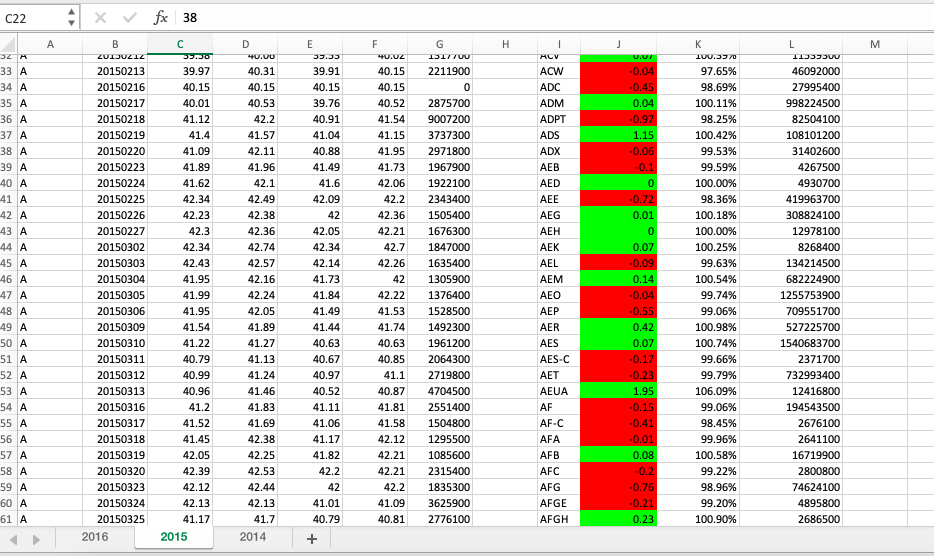 C22 fx 38
A B C D E F G H I J K L M
32 A 20150212 39.58 40.06 39.53 40.02 1517700 ACV 0.07 100.39% 11559300
33 A 20150213 39.97 40.31 39.91 40.15 2211900 ACW -0.04 97.65% 46092000
34 A 20150216 40.15 40.15 40.15 40.15 0 ADC -0.45 98.69% 27995400
35 A 20150217 40.01 40.53 39.76 40.52 2875700 ADM 0.04 100.11% 998224500
36 A 20150218 41.12 42.2 40.91 41.54 9007200 ADPT -0.97 98.25% 82504100
37 A 20150219 41.4 41.57 41.04 41.15 3737300 ADS 1.15 100.42% 108101200
38 A 20150220 41.09 42.11 40.88 41.95 2971800 ADX -0.06 99.53% 31402600
39 A 20150223 41.89 41.96 41.49 41.73 1967900 AEB -0.1 99.59% 4267500
40 A 20150224 41.62 42.1 41.6 42.06 1922100 AED 0 100.00% 4930700
41 A 20150225 42.34 42.49 42.09 42.2 2343400 AEE -0.72 98.36% 419963700
42 A 20150226 42.23 42.38 42 42.36 1505400 AEG 0.01 100.18% 308824100
43 A 20150227 42.3 42.36 42.05 42.21 1676300 AEH 0 100.00% 12978100
44 A 20150302 42.34 42.74 42.34 42.7 1847000 AEK 0.07 100.25% 8268400
45 A 20150303 42.43 42.57 42.14 42.26 1635400 AEL -0.09 99.63% 134214500
46 A 20150304 41.95 42.16 41.73 42 1305900 AEM 0.14 100.54% 682224900
47 A 20150305 41.99 42.24 41.84 42.22 1376400 AEO -0.04 99.74% 1255753900
48 A 20150306 41.95 42.05 41.49 41.53 1528500 AEP -0.55 99.06% 709551700
49 A 20150309 41.54 41.89 41.44 41.74 1492300 AER 0.42 100.98% 527225700
50 A 20150310 41.22 41.27 40.63 40.63 1961200 AES 0.07 100.74% 1540683700
51 A 20150311 40.79 41.13 40.67 40.85 2064300 AES-C -0.17 99.66% 2371700
52 A 20150312 40.99 41.24 40.97 41.1 2719800 AET -0.23 99.79% 732993400
53 A 20150313 40.96 41.46 40.52 40.87 4704500 AEUA 1.95 106.09% 12416800
54 A 20150316 41.2 41.83 41.11 41.81 2551400 AF -0.15 99.06% 194543500
55 A 20150317 41.52 41.69 41.06 41.58 1504800 AF-C -0.41 98.45% 2676100
56 A 20150318 41.45 42.38 41.17 42.12 1295500 AFA -0.01 99.96% 2641100
57 A 20150319 42.05 42.25 41.82 42.21 1085600 AFB 0.08 100.58% 16719900
58 A 20150320 42.39 42.53 42.2 42.21 2315400 AFC -0.2 99.22% 2800800
59 A 20150323 42.12 42.44 42 42.2 1835300 AFG -0.76 98.96% 74624100
60 A 20150324 42.13 42.13 41.01 41.09 3625900 AFGE -0.21 99.20% 4895800
61 A 20150325 41.17 41.7 40.79 40.81 2776100 AFGH 0.23 100.90% 2686500
2016 2015 2014 +